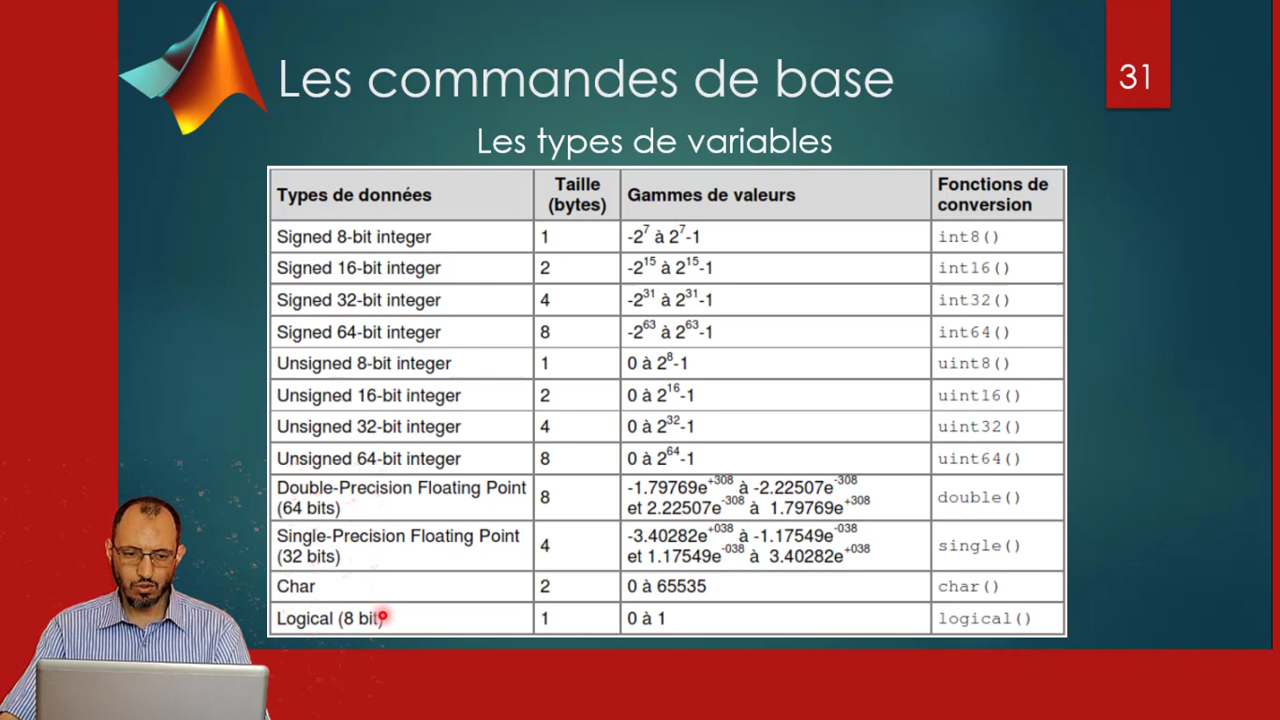 Les commandes de base
31
Les types de variables
Types de données Taille (bytes) Gammes de valeurs Fonctions de conversion
Signed 8-bit integer 1 -2^7 à 2^7-1 int8()
Signed 16-bit integer 2 -2^15 à 2^15-1 int16()
Signed 32-bit integer 4 -2^31 à 2^31-1 int32()
Signed 64-bit integer 8 -2^63 à 2^63-1 int64()
Unsigned 8-bit integer 1 0 à 2^8-1 uint8()
Unsigned 16-bit integer 2 0 à 2^16-1 uint16()
Unsigned 32-bit integer 4 0 à 2^32-1 uint32()
Unsigned 64-bit integer 8 0 à 2^64-1 uint64()
Double-Precision Floating Point (64 bits) 8 -1.79769e^+308 à -2.22507e^-308 et 2.22507e^-308 à 1.79769e^+308 double()
Single-Precision Floating Point (32 bits) 4 -3.40282e^+038 à -1.17549e^-038 et 1.17549e^-038 à 3.40282e^+038 single()
Char 2 0 à 65535 char()
Logical (8 bit) 1 0 à 1 logical()